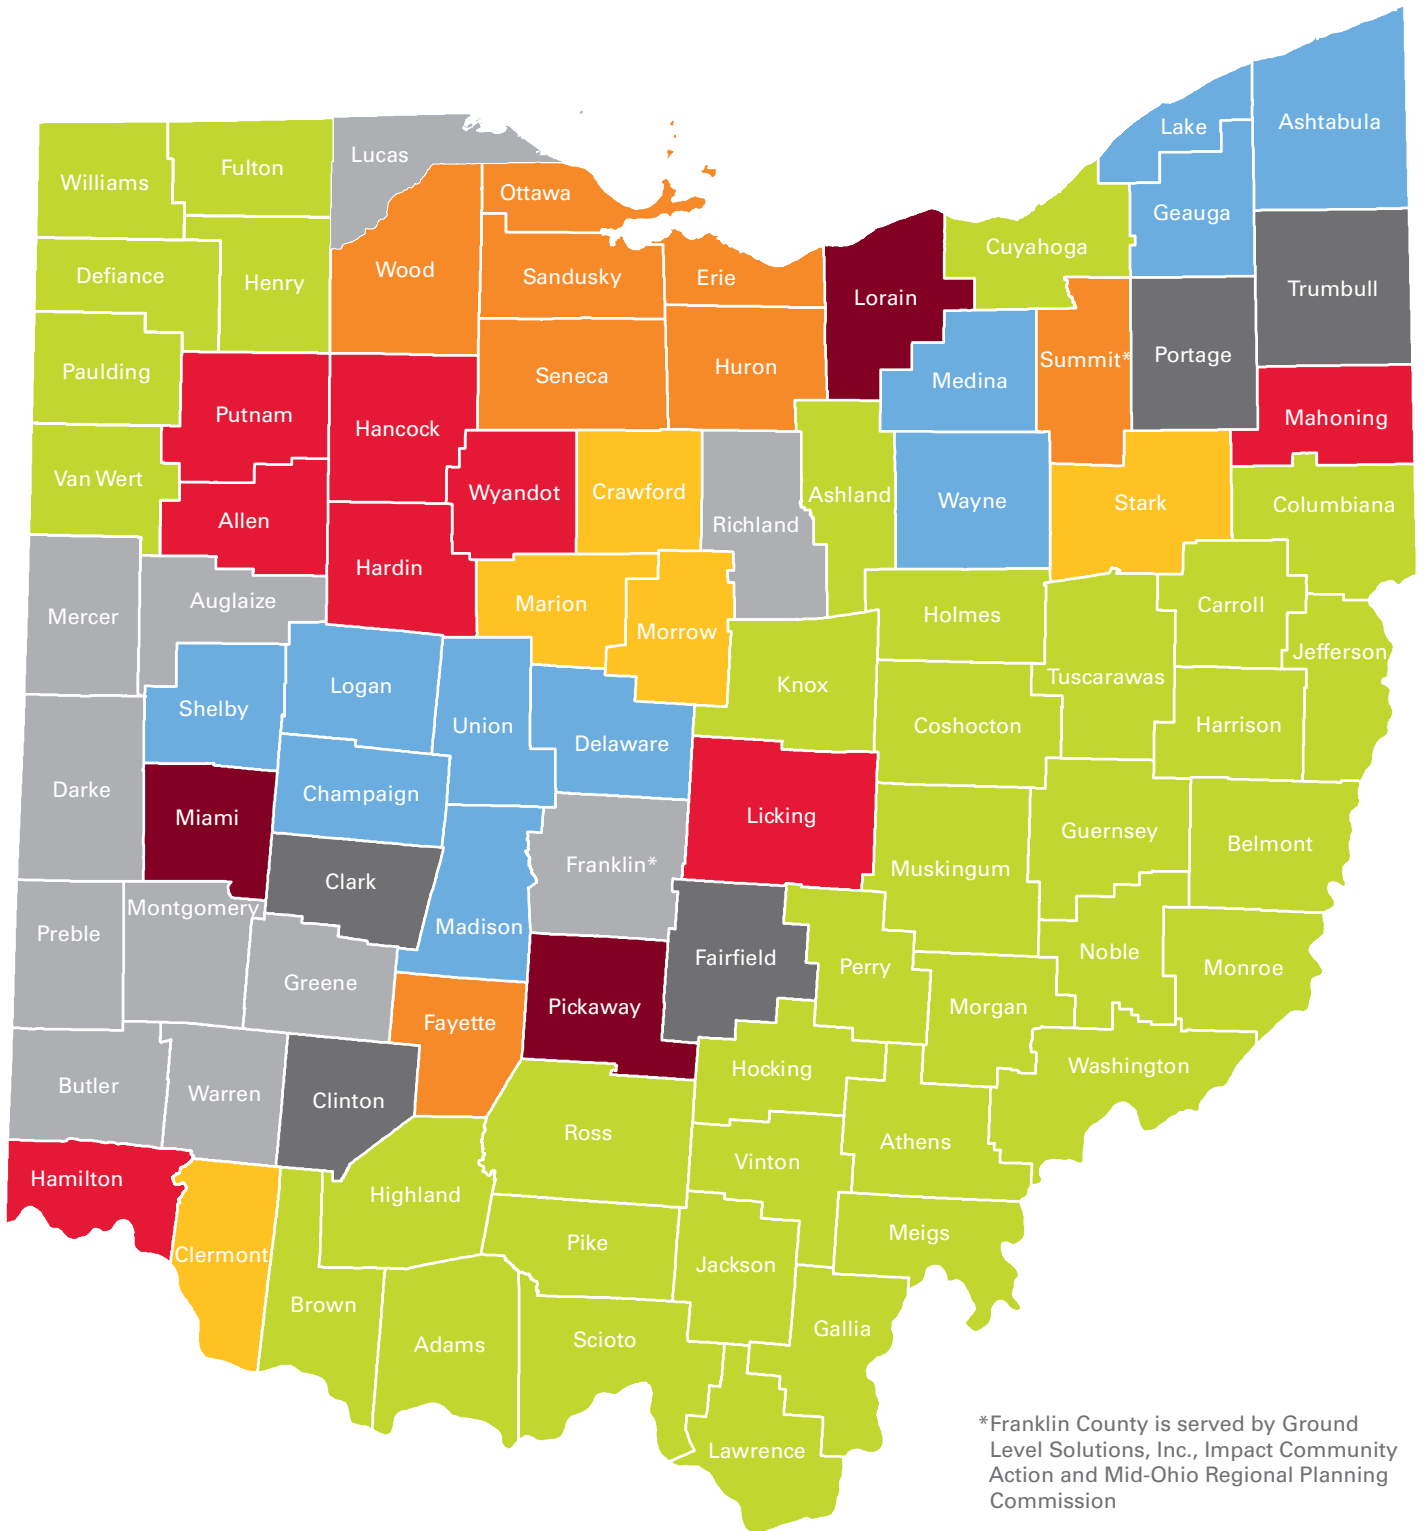 Lake
Ashtabula
Lucas
Fulton
Williams
Ottawa
Geauga
Cuyahoga
Wood
Defiance
Henry
Sandusky
Erie
Trumbull
Lorain
Portage
Summit*
Huron
Paulding
Seneca
Medina
Putnam
Mahoning
Hancock
Van Wert
Wyandot
Crawford
Ashland
Wayne
Stark
Columbiana
Allen
Richland
Hardin
Auglaize
Marion
Carroll
Mercer
Holmes
Morrow
Jefferson
Tuscarawas
Logan
Knox
Shelby
Union
Coshocton
Harrison
Delaware
Darke
Champaign
Miami
Licking
Guernsey
Belmont
Franklin*
Muskingum
Clark
Montgomery
Madison
Preble
Noble
Fairfield
Perry
Monroe
Greene
Pickaway
Morgan
Fayette
Washington
Hocking
Butler
Warren
Clinton
Ross
Athens
Vinton
Hamilton
Highland
Meigs
Pike
Clermont
Jackson
Brown
Gallia
Scioto
Adams
Lawrence
*Franklin County is served by Ground
Level Solutions, Inc., Impact Community
Action and Mid-Ohio Regional Planning
Commission